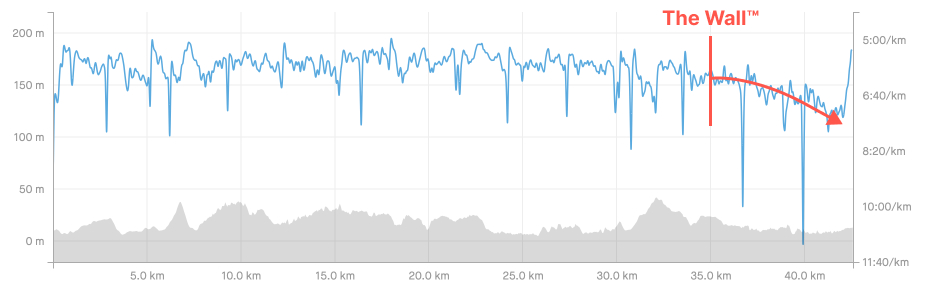 The Wall™
200 m
150 m
100 m
50 m
0 m
5:00/km
6:40/km
8:20/km
10:00/km
11:40/km
5.0 km
10.0 km
15.0 km
20.0 km
25.0 km
30.0 km
35.0 km
40.0 km